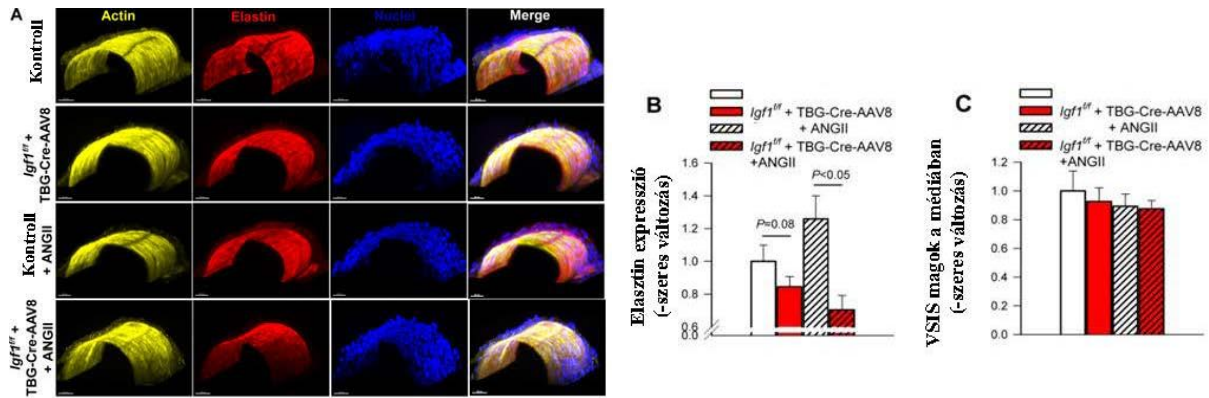 A
Actin
Elastin
Nuclei
Merge
Kontroll
Igf1f/f +
TBG-Cre-AAV8
Kontroll
+ ANGII
Igf1f/f +
TBG-Cre-AAV8
+ ANGII
B
Igf1f/f + TBG-Cre-AAV8
+ ANGII
Igf1f/f + TBG-Cre-AAV8
+ANGII
P<0.05
P=0.08
Elasztin expresszió
(-szeres változás)
1.6
1.4
1.2
1.0
0.8
0.6
0.0
C
Igf1f/f + TBG-Cre-AAV8
+ ANGII
Igf1f/f + TBG-Cre-AAV8
+ANGII
VSIS magok a médiában
(-szeres változás)
1.2
1.0
0.8
0.6
0.4
0.2
0.0